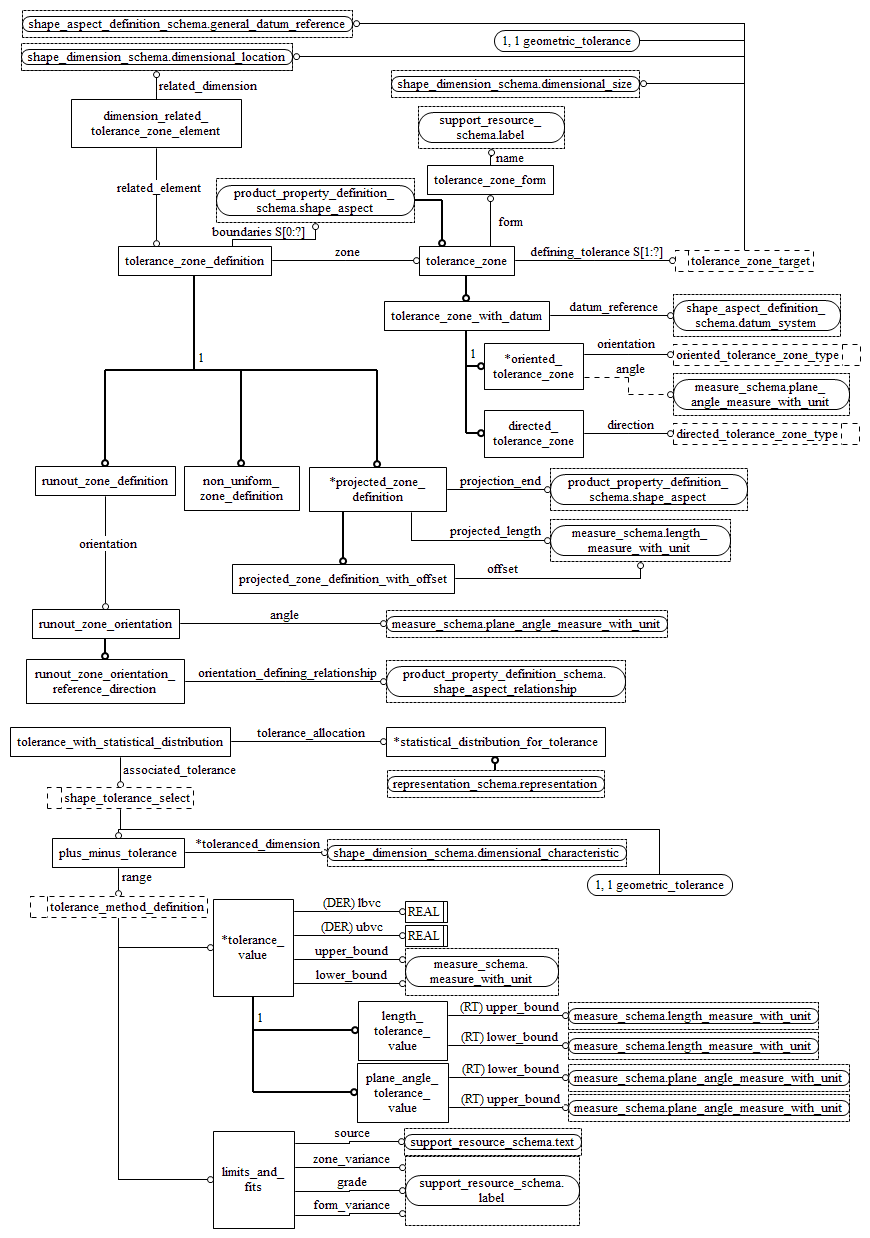 shape_aspect_definition_schema.general_datum_reference
1, 1 geometric_tolerance
shape_dimension_schema.dimensional_location
related_dimension
shape_dimension_schema.dimensional_size
dimension_related_
tolerance_zone_element
support_resource_
schema.label
name
tolerance_zone_form
related_element
product_property_definition_
schema.shape_aspect
form
boundaries S[0:?]
tolerance_zone_definition
zone
tolerance_zone
defining_tolerance S[1:?]
tolerance_zone_target
tolerance_zone_with_datum
datum_reference
shape_aspect_definition_
schema.datum_system
1
1
*oriented_
tolerance_zone
orientation
oriented_tolerance_zone_type
angle
measure_schema.plane_
angle_measure_with_unit
directed_
tolerance_zone
direction
directed_tolerance_zone_type
runout_zone_definition
non_uniform_
zone_definition
*projected_zone_
definition
projection_end
product_property_definition_
schema.shape_aspect
projected_length
measure_schema.length_
measure_with_unit
orientation
projected_zone_definition_with_offset
offset
runout_zone_orientation
angle
measure_schema.plane_angle_measure_with_unit
runout_zone_orientation_
reference_direction
orientation_defining_relationship
product_property_definition_schema.
shape_aspect_relationship
tolerance_with_statistical_distribution
tolerance_allocation
*statistical_distribution_for_tolerance
associated_tolerance
representation_schema.representation
shape_tolerance_select
plus_minus_tolerance
*toleranced_dimension
shape_dimension_schema.dimensional_characteristic
range
1, 1 geometric_tolerance
tolerance_method_definition
*tolerance_
value
(DER) lbvc
REAL
(DER) ubvc
REAL
upper_bound
lower_bound
measure_schema.
measure_with_unit
1
length_
tolerance_
value
(RT) upper_bound
measure_schema.length_measure_with_unit
(RT) lower_bound
measure_schema.length_measure_with_unit
plane_angle_
tolerance_
value
(RT) lower_bound
measure_schema.plane_angle_measure_with_unit
(RT) upper_bound
measure_schema.plane_angle_measure_with_unit
limits_and_
fits
source
support_resource_schema.text
zone_variance
grade
form_variance
support_resource_schema.
label